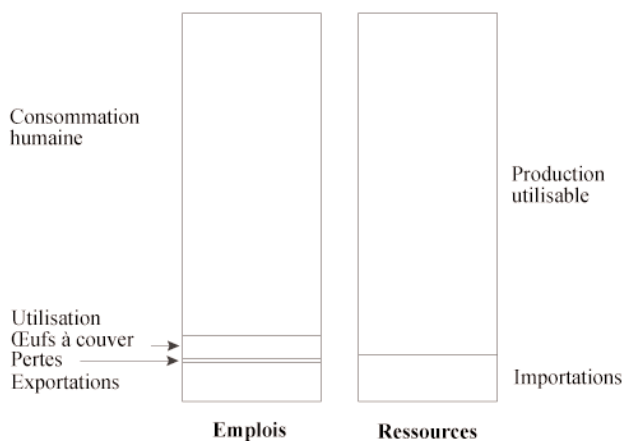 Consommation
humaine
Utilisation
Œufs à couver
Pertes
Exportations
Production
utilisable
Importations
Emplois
Ressources